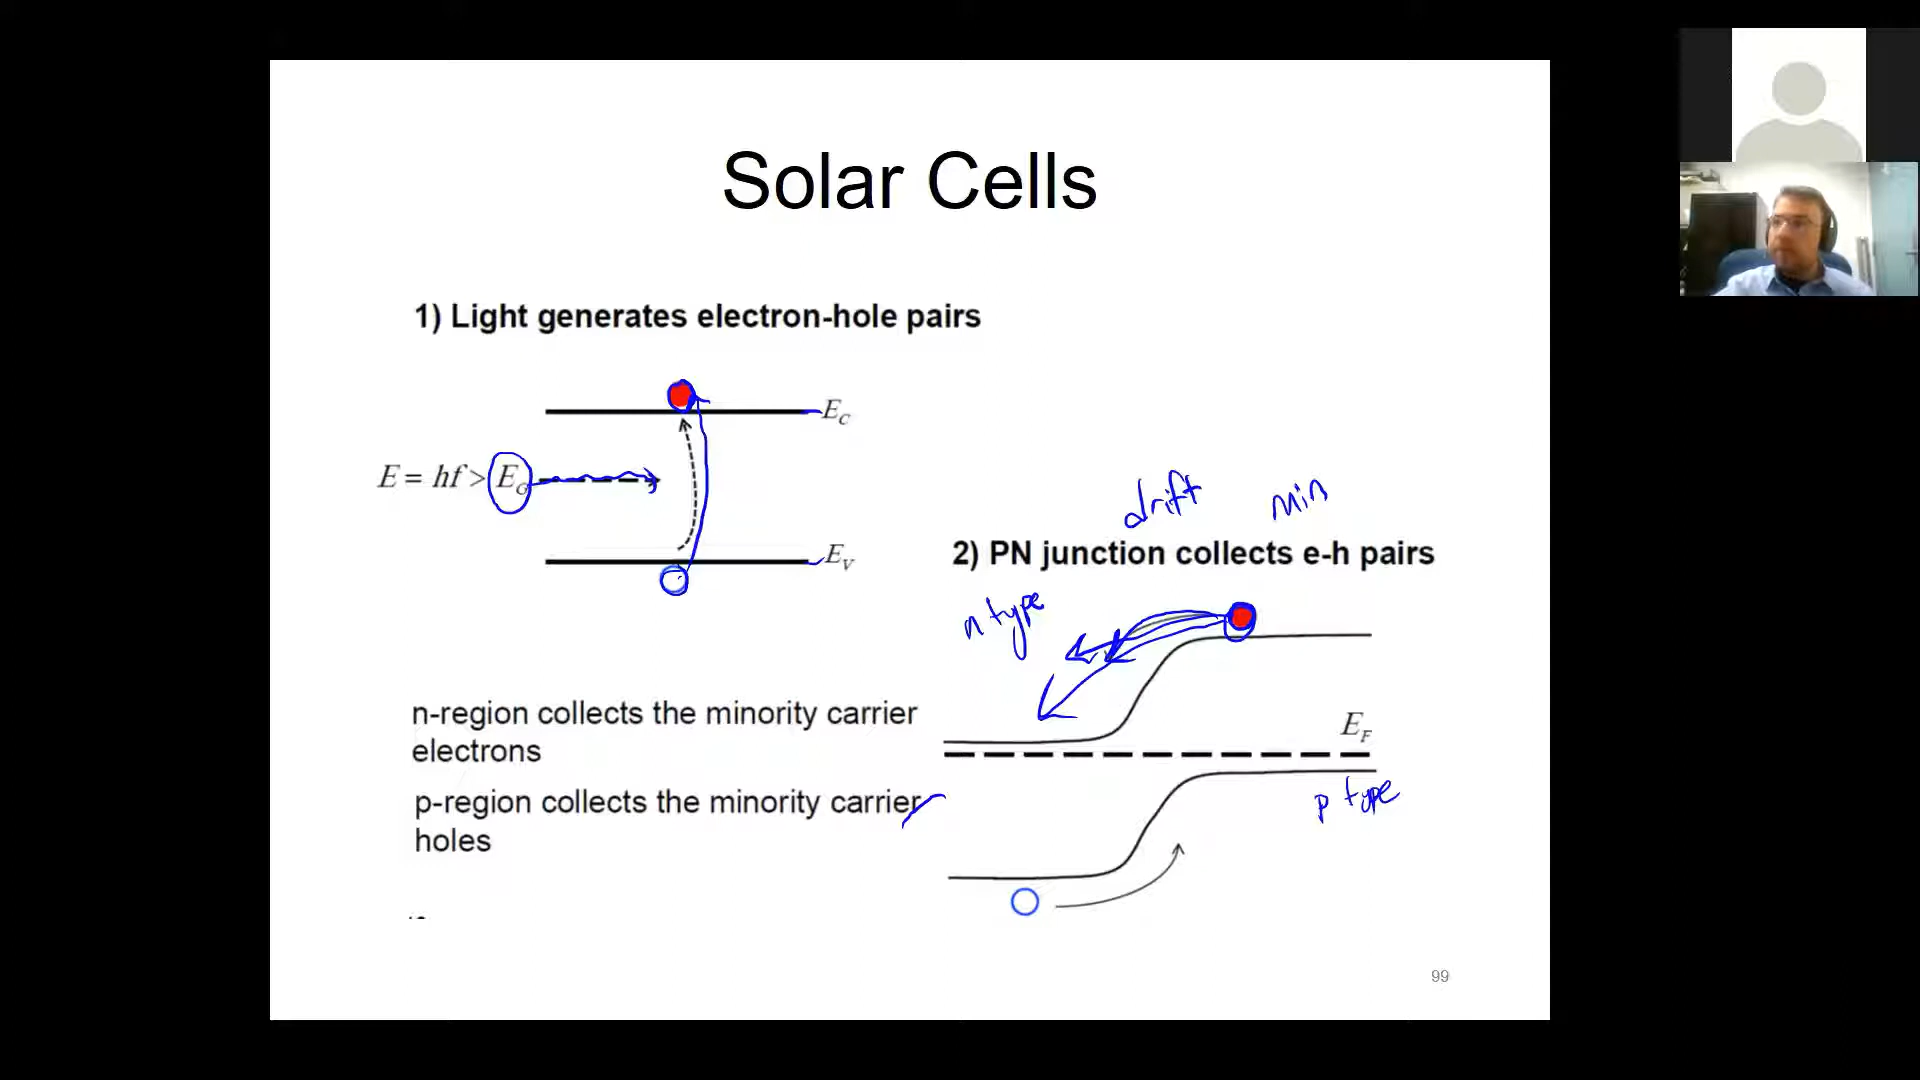 Solar Cells
1) Light generates electron-hole pairs
E_C
E = hf > E_G
E_V
drift min
2) PN junction collects e-h pairs
n type
n-region collects the minority carrier
electrons
E_F
p-region collects the minority carrier
holes
p type
99